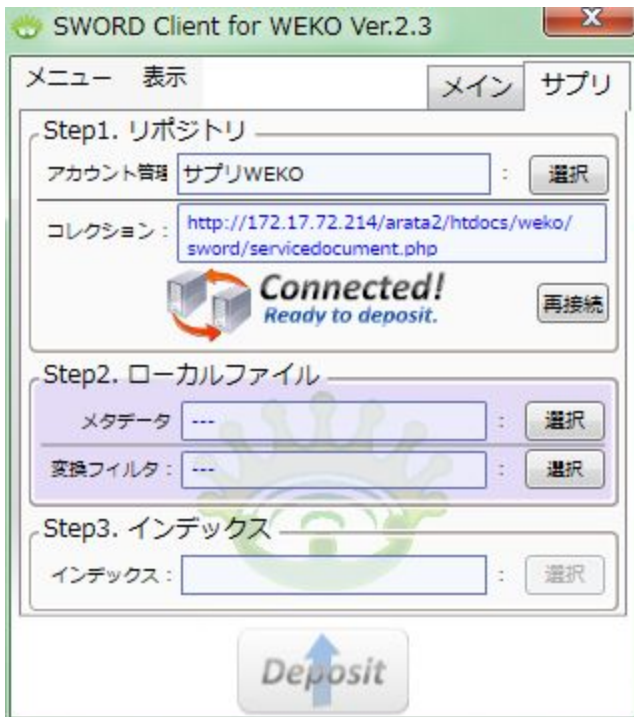 SWORD Client for WEKO Ver.2.3
メニュー 表示 メイン サプリ
Step1. リポジトリ
アカウント管理 サプリWEKO : 選択
コレクション : http://172.17.72.214/arata2/htdocs/weko/
sword/servicedocument.php
Connected!
Ready to deposit. 再接続
Step2. ローカルファイル
メタデータ --- : 選択
変換フィルタ : --- : 選択
Step3. インデックス
インデックス : : 選択
Deposit